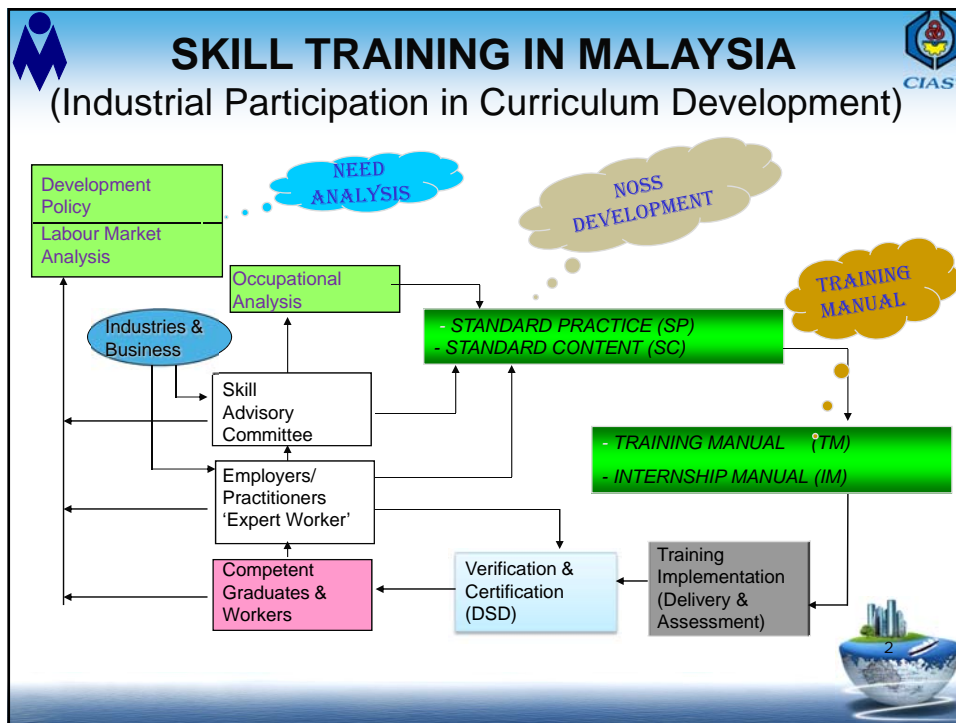 SKILL TRAINING IN MALAYSIA
(Industrial Participation in Curriculum Development)
CIAST
NEED
ANALYSIS
NOSS
DEVELOPMENT
Development
Policy
Labour Market
Analysis
TRAINING
MANUAL
Occupational
Analysis
Industries &
Business
- STANDARD PRACTICE (SP)
- STANDARD CONTENT (SC)
Skill
Advisory
Committee
- TRAINING MANUAL (TM)
- INTERNSHIP MANUAL (IM)
Employers/
Practitioners
‘Expert Worker’
Competent
Graduates &
Workers
Verification &
Certification
(DSD)
Training
Implementation
(Delivery &
Assessment)
2